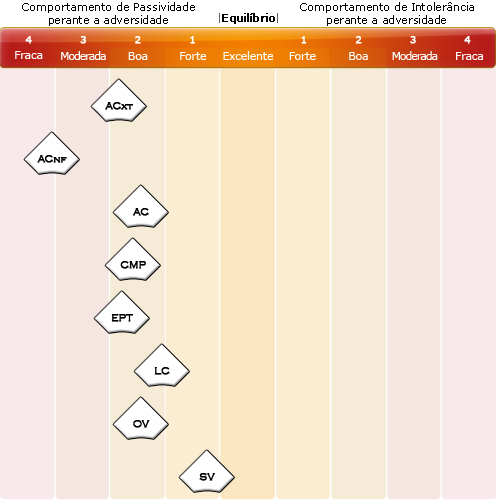 Comportamento de Passividade
perante a adversidade
|Equilíbrio|
Comportamento de Intolerância
perante a adversidade
4 3 2 1 1 2 3 4
Fraca Moderada Boa Forte Excelente Forte Boa Moderada Fraca
ACXT
ACNF
AC
CMP
EPT
LC
OV
SV